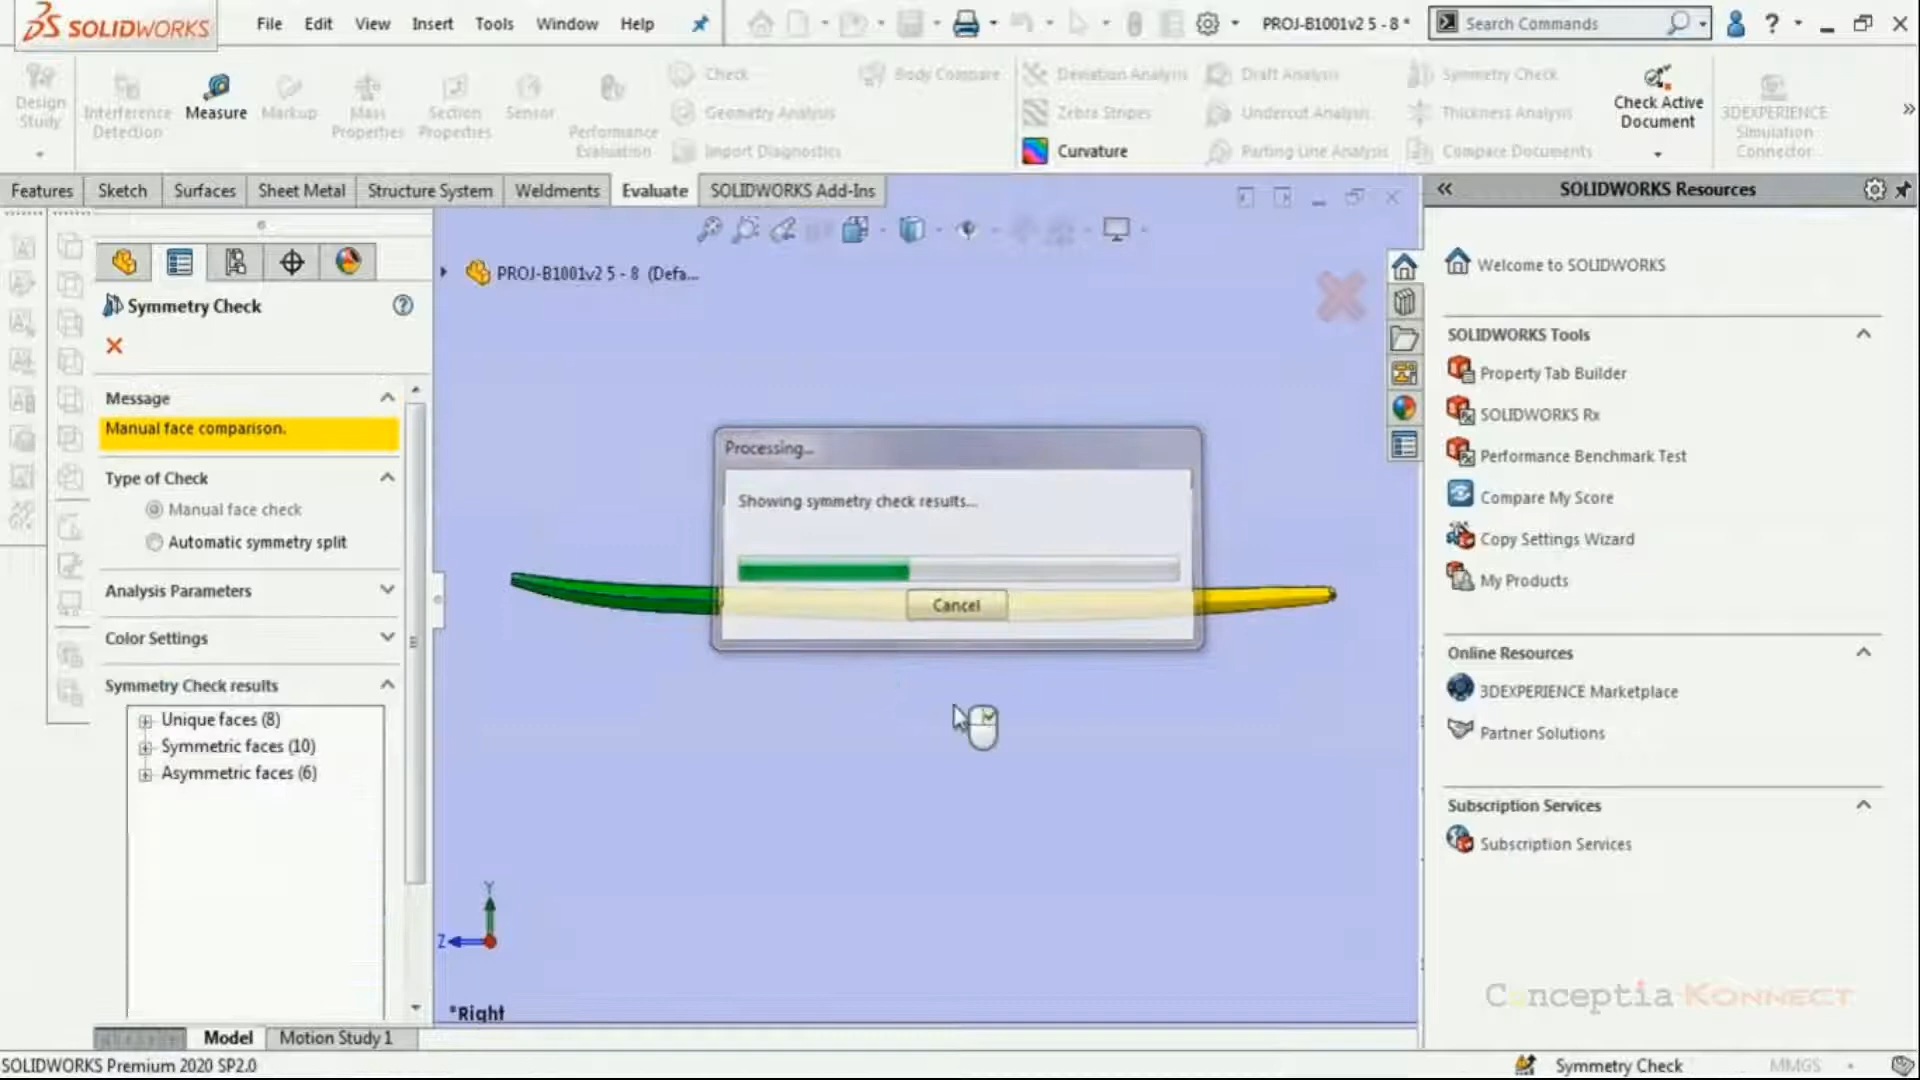 SOLIDWORKS
File Edit View Insert Tools Window Help
PROJ-B1001v2 5 - 8 *
Search Commands
Design Study
Interference Detection
Measure
Markup
Mass Properties
Section Properties
Sensor
Performance Evaluation
Check
Geometry Analysis
Import Diagnostics
Body Compare
Deviation Analysis
Zebra Stripes
Curvature
Draft Analysis
Undercut Analysis
Parting Line Analysis
Symmetry Check
Thickness Analysis
Compare Documents
Check Active Document
3DEXPERIENCE Simulation Connector...
Features Sketch Surfaces Sheet Metal Structure System Weldments Evaluate SOLIDWORKS Add-Ins
SOLIDWORKS Resources
PROJ-B1001v2 5 - 8 (Defa...
Symmetry Check
Message
Manual face comparison.
Type of Check
Manual face check
Automatic symmetry split
Analysis Parameters
Color Settings
Symmetry Check results
Unique faces (8)
Symmetric faces (10)
Asymmetric faces (6)
Processing...
Showing symmetry check results...
Cancel
Y
Z
*Right
Welcome to SOLIDWORKS
SOLIDWORKS Tools
Property Tab Builder
SOLIDWORKS Rx
Performance Benchmark Test
Compare My Score
Copy Settings Wizard
My Products
Online Resources
3DEXPERIENCE Marketplace
Partner Solutions
Subscription Services
Subscription Services
Conceptia Konnect
Model Motion Study 1
SOLIDWORKS Premium 2020 SP2.0
Symmetry Check
MMGS